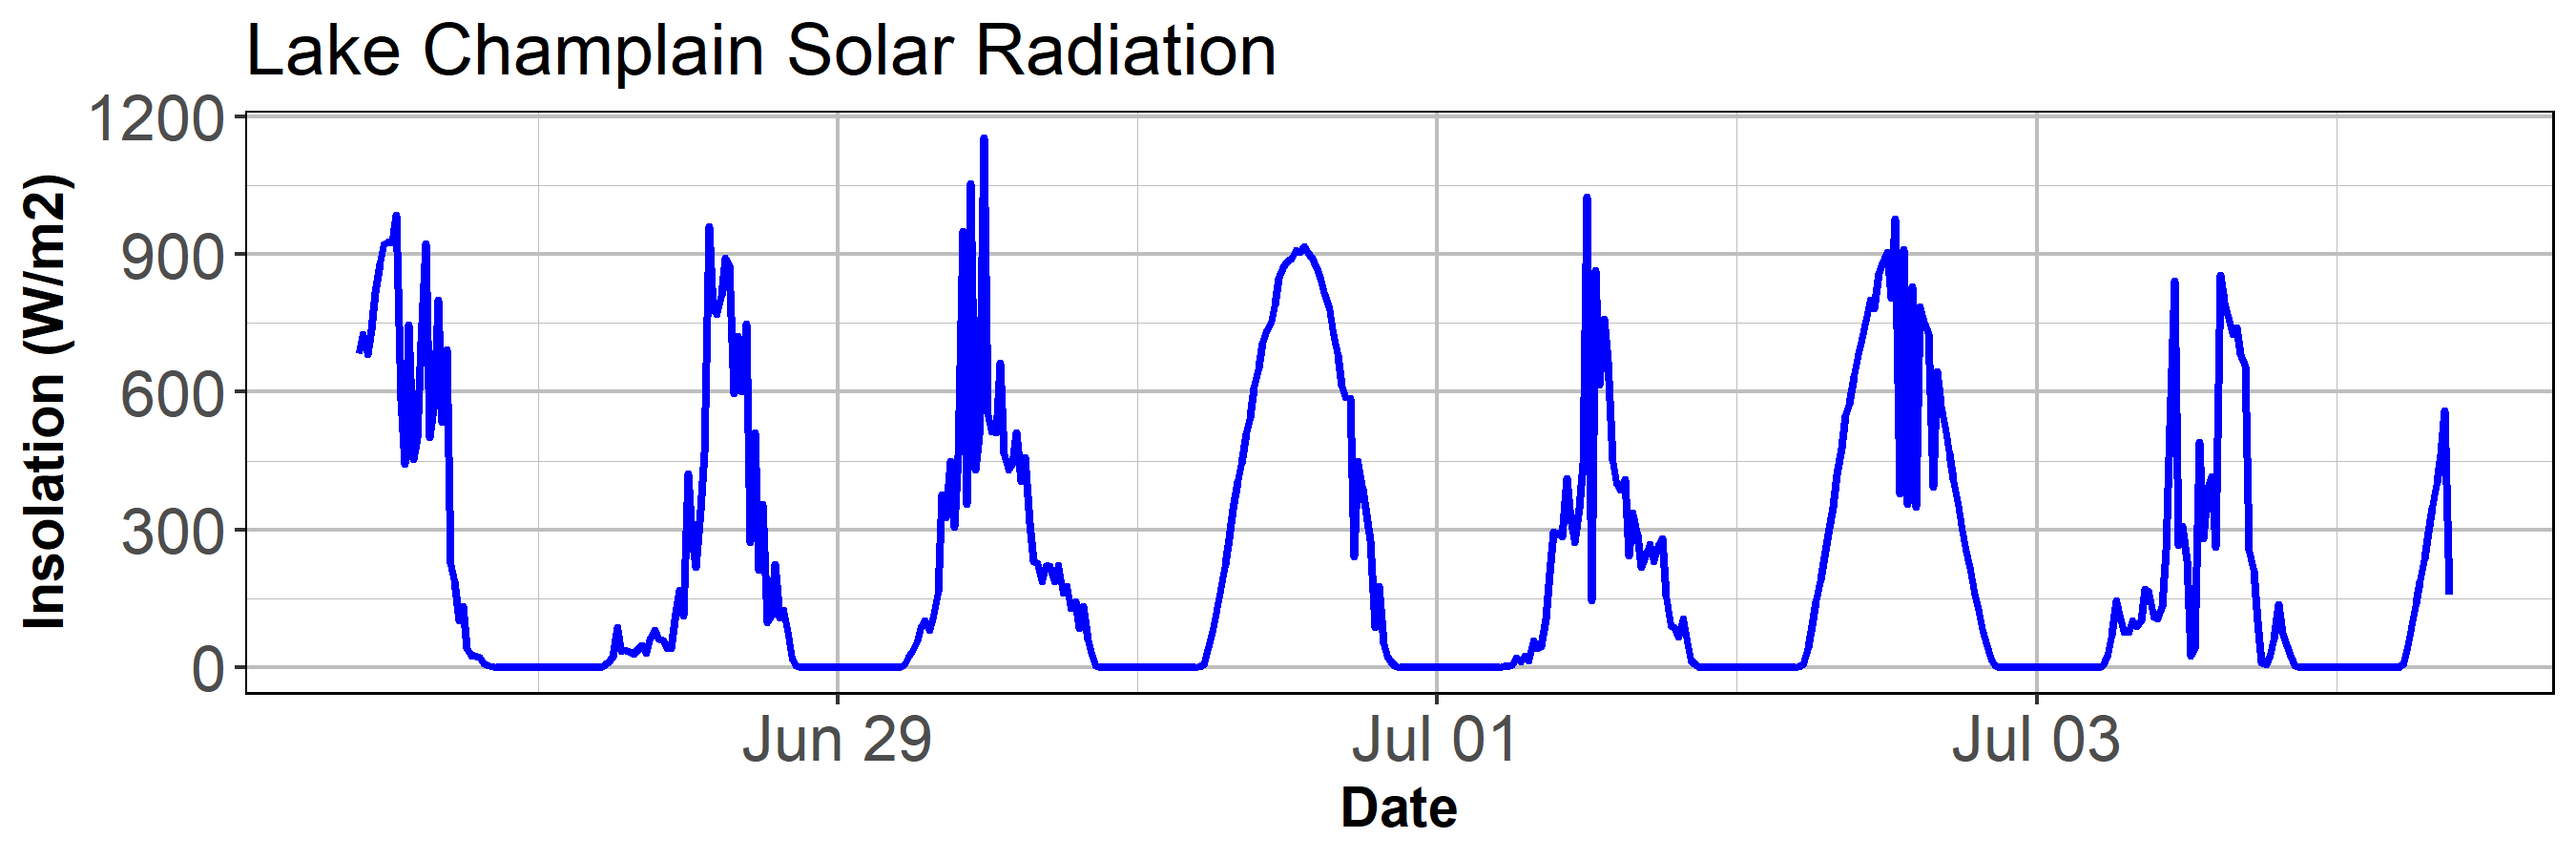 Lake Champlain Solar Radiation
1200
900
600
300
0
Insolation (W/m2)
Jun 29 Jul 01 Jul 03
Date